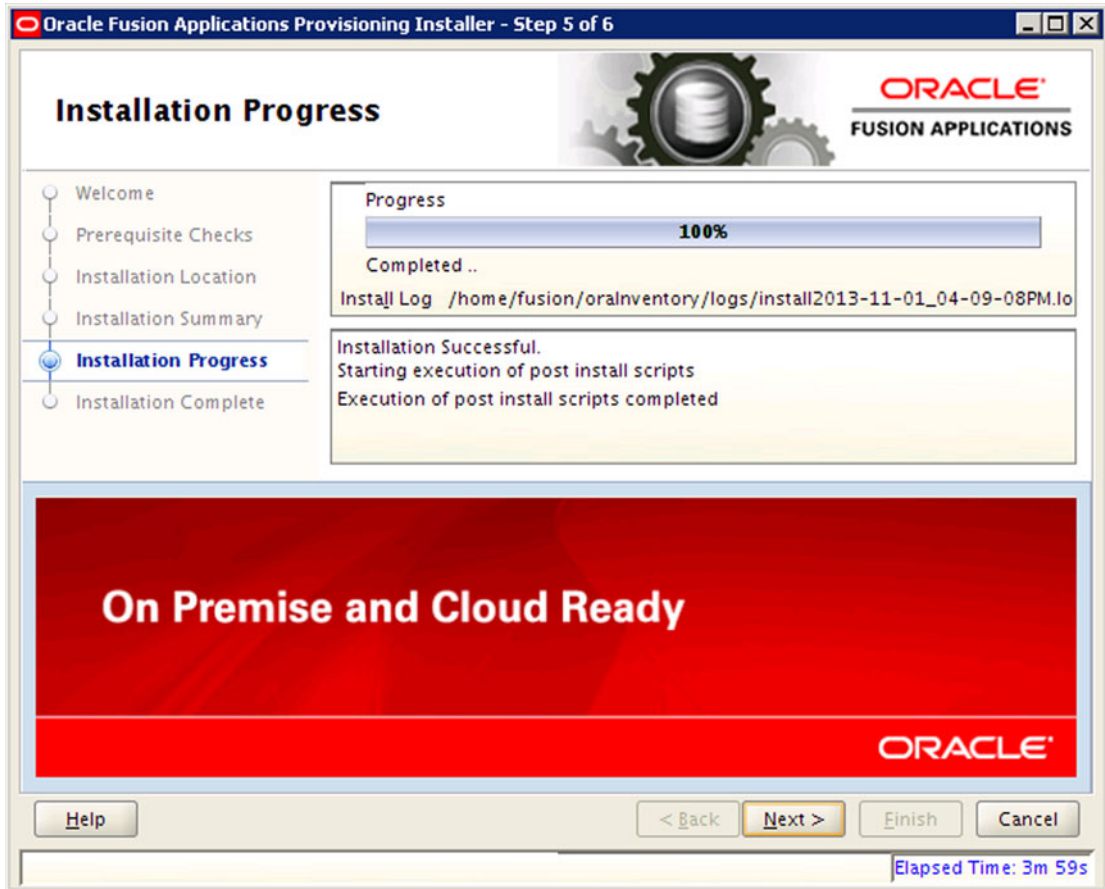 Oracle Fusion Applications Provisioning Installer - Step 5 of 6
Installation Progress
ORACLE
FUSION APPLICATIONS
Welcome
Prerequisite Checks
Installation Location
Installation Summary
Installation Progress
Installation Complete
Progress
100%
Completed ..
Install Log /home/fusion/oraInventory/logs/install2013-11-01_04-09-08PM.lo
Installation Successful.
Starting execution of post install scripts
Execution of post install scripts completed
On Premise and Cloud Ready
ORACLE
Help
< Back
Next >
Finish
Cancel
Elapsed Time: 3m 59s